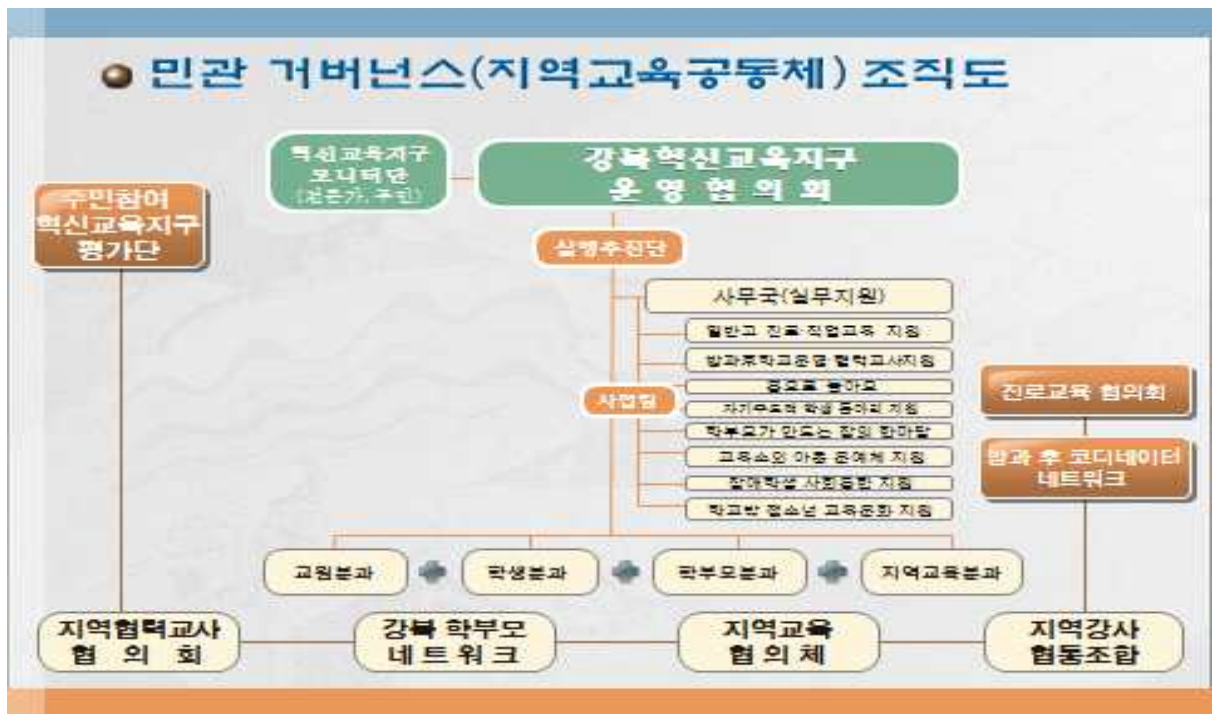 민관 거버넌스(지역교육공동체) 조직도
혁신교육지구
모니터단
(전문가, 주민)
강북혁신교육지구
운영협의회
주민참여
혁신교육지구
평가단
실행추진단
사무국(실무지원)
일반고 진로·직업교육 지원
방과후학교운영·협력교사지원
사업팀
자기주도적 학생 동아리 지원
학부모가 만드는 참의 한마당
교육소외 아동 문예체 지원
장애학생 사회통합 지원
학교밖 청소년 교육문화 지원
진로교육 협의회
방과 후 코디네이터
네트워크
교원분과
학생분과
학부모분과
지역교육분과
지역협력교사
협 의 회
강북 학부모
네트워크
지역교육
협의체
지역강사
협동조합